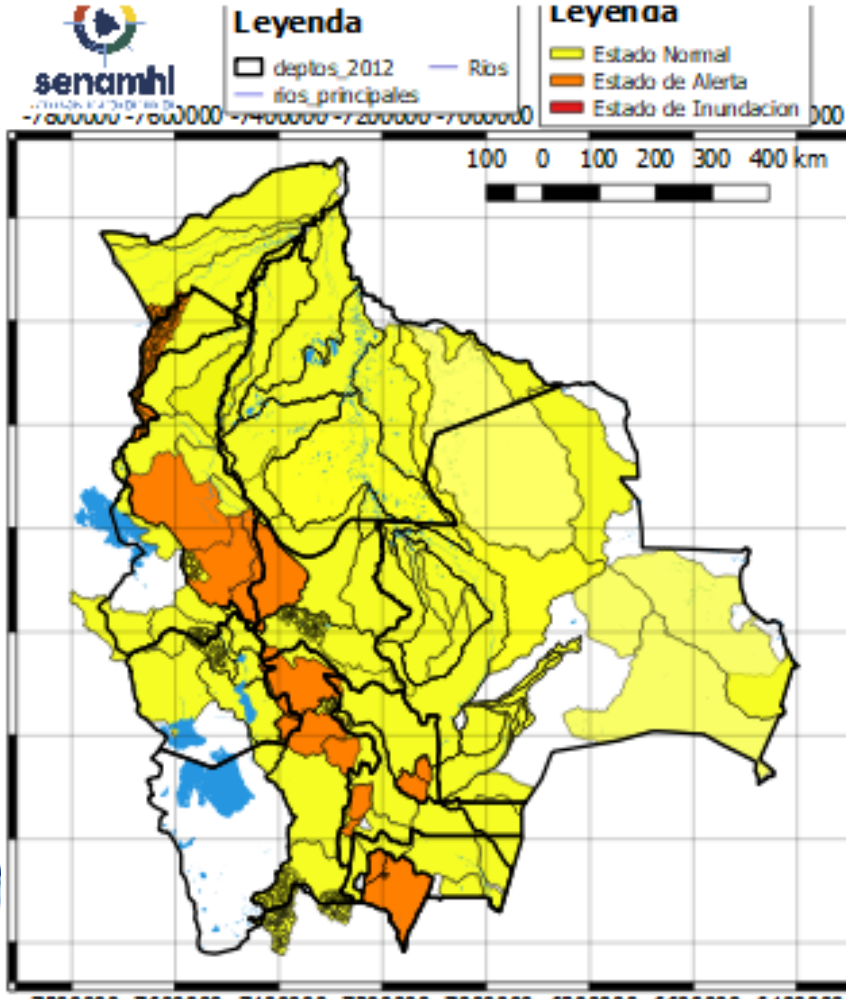 senamhi
Leyenda
deptos_2012
Rios
rios_principales
Leyenda
Estado Normal
Estado de Alerta
Estado de Inundacion
-7800000 -7600000 -7400000 -7200000 -7000000
100 0 100 200 300 400 km